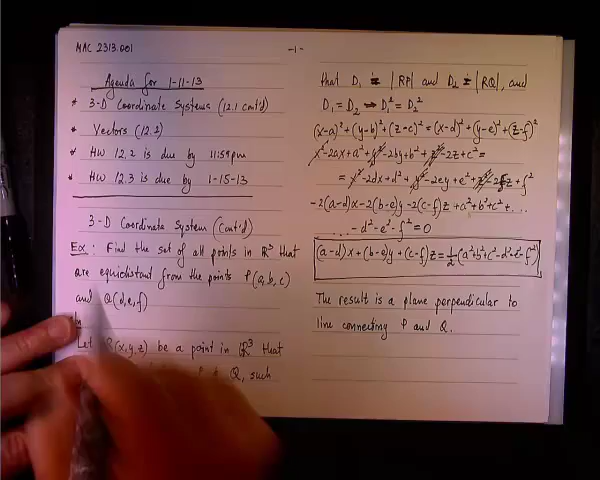 MAC 2313.001
-1-
Agenda for 1-11-13
* 3-D Coordinate Systems (12.1 Cont'd)
* Vectors (12.2)
* HW 12.2 is due by 11:59pm
* HW 12.3 is due by 1-15-13
3-D Coordinate System (Cont'd)
Ex: Find the set of all points in ℝ³ that
are equidistant from the points P(a,b,c)
and Q(d,e,f)
Let R(x,y,z) be a point in ℝ³ that
Q, such
that D₁ = |RP| and D₂ = |RQ|, and
D₁ = D₂ ⇒ D₁² = D₂²
(x-a)²+(y-b)²+(z-c)² = (x-d)²+(y-e)²+(z-f)²
x²-2ax+a²+y²-2by+b²+z²-2z+c² =
= x²-2dx+d²+y²-2ey+e²+z²-2fz+f²
-2(a-d)x-2(b-e)y-2(c-f)z+a²+b²+c²+...
...-d²-e²-f²=0
(a-d)x+(b-e)y+(c-f)z=½(a²+b²+c²-d²-e²-f²)
The result is a plane perpendicular to
line connecting P and Q.